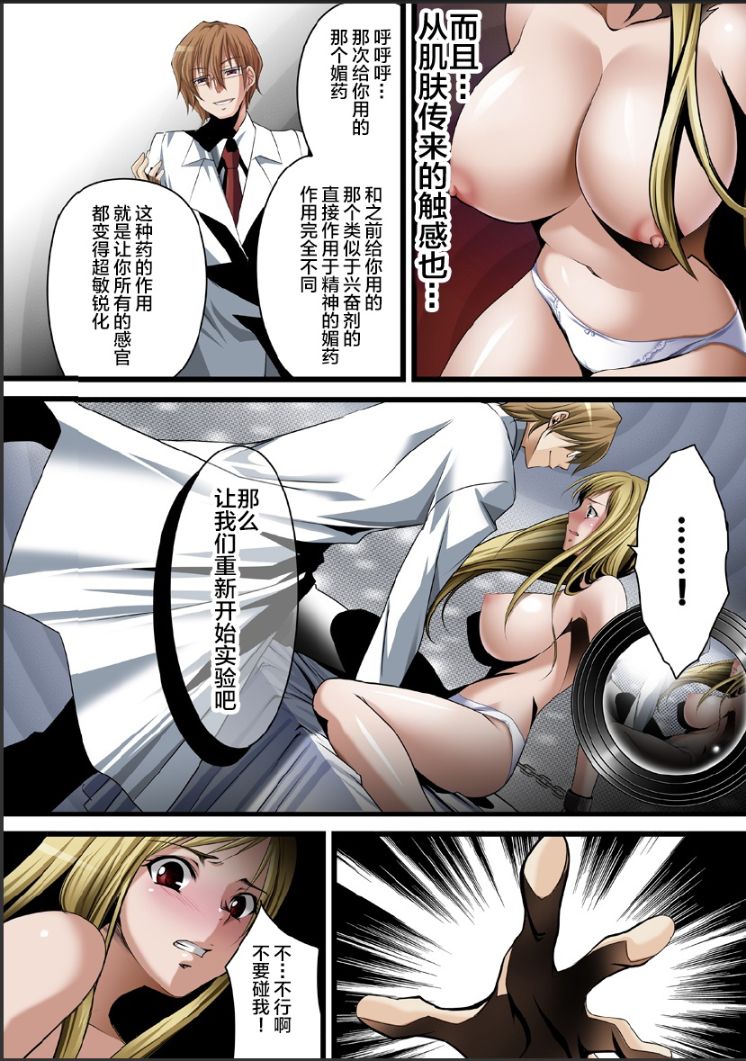 而且…
从肌肤传来的触感也…
呼呼呼…
那次给你用的
那个媚药
和之前给你用的
那个类似于兴奋剂的
直接作用于精神的媚药
作用完全不同
这种药的作用
就是让你所有的感官
都变得超敏锐化
………！
那么
让我们重新开始实验吧
不…不行啊
不要碰我！